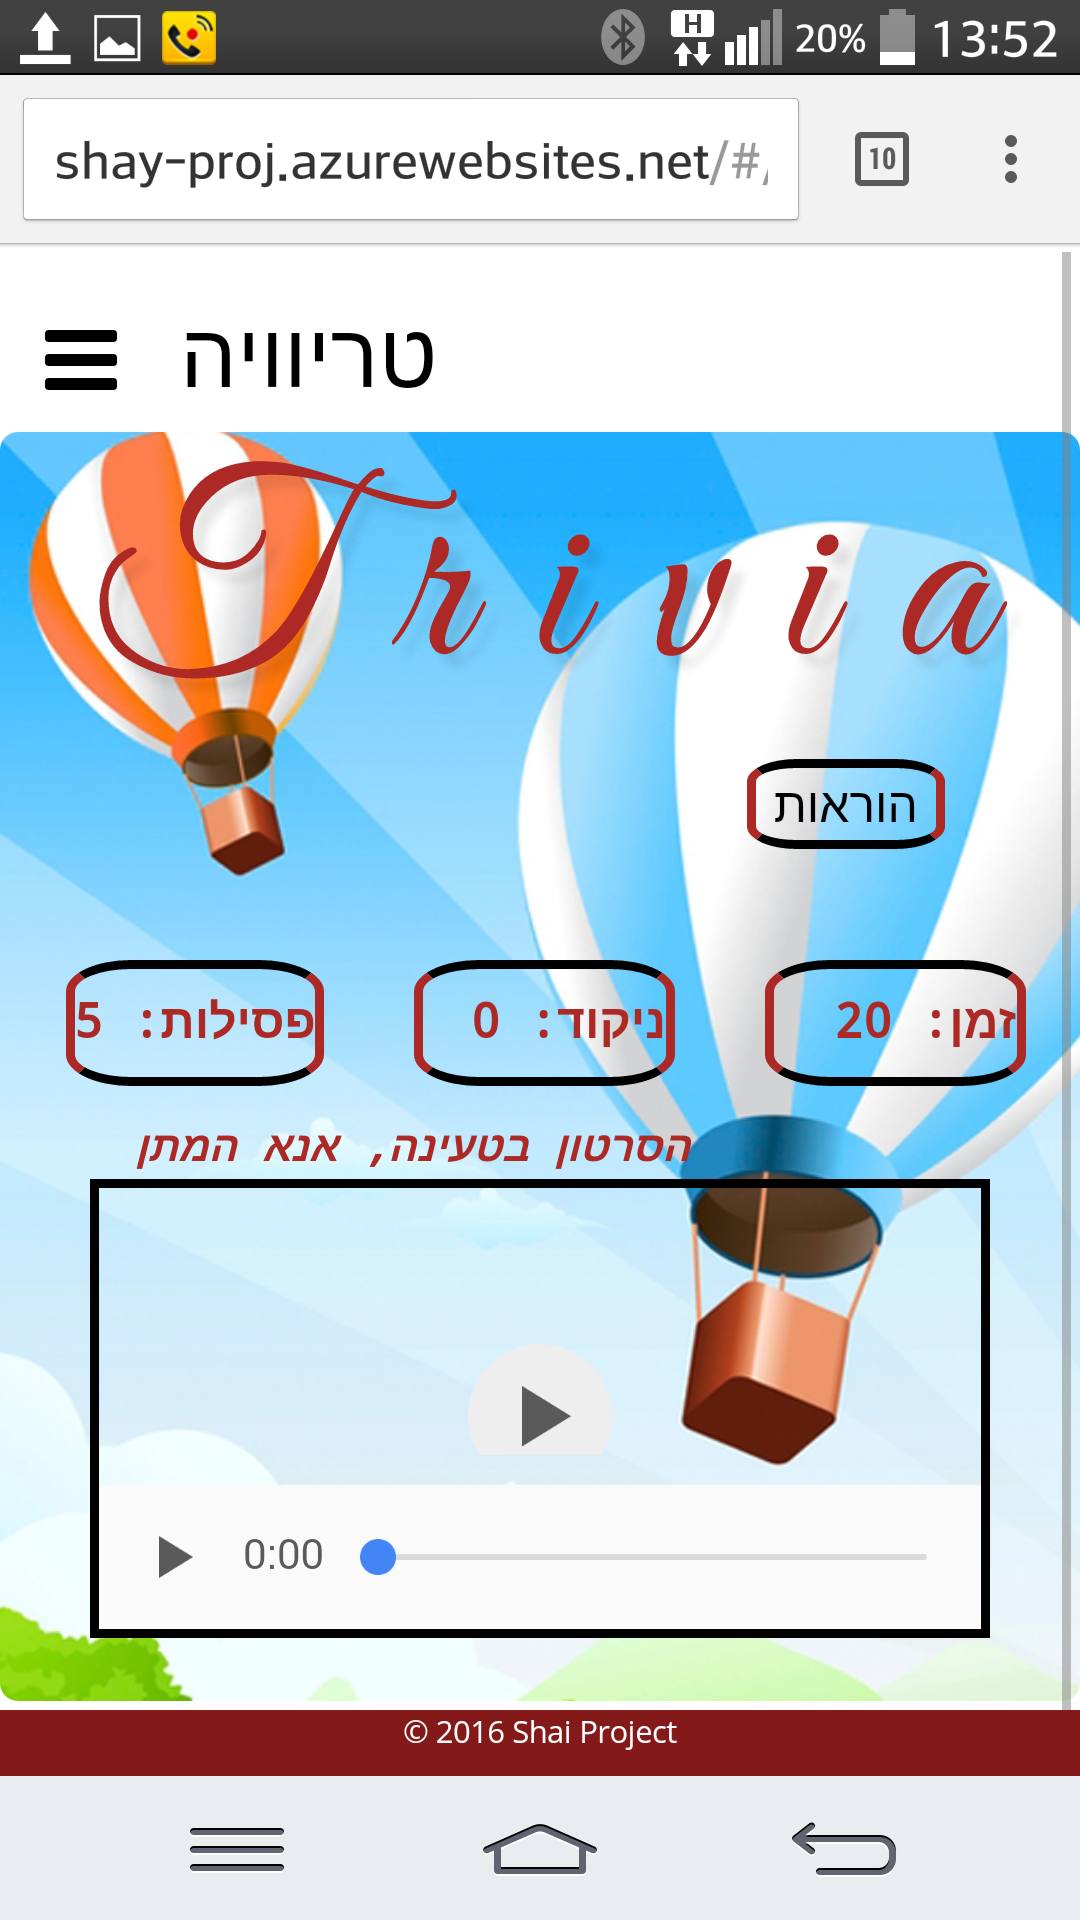 H 20% 13:52
shay-proj.azurewebsites.net/#/
10
טריוויה
Trivia
הוראות
זמן: 20
ניקוד: 0
פסילות: 5
הסרטון בטעינה, אנא המתן
0:00
© 2016 Shai Project